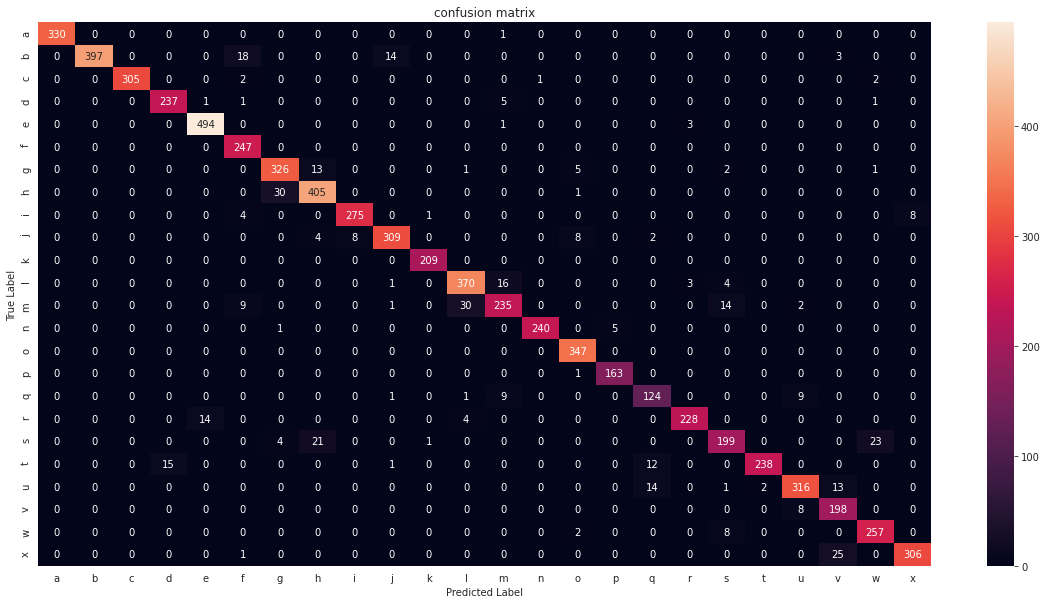 confusion matrix
a 330 0 0 0 0 0 0 0 0 0 0 0 1 0 0 0 0 0 0 0 0 0 0 0
b 0 397 0 0 0 18 0 0 0 14 0 0 0 0 0 0 0 0 0 0 0 3 0 0
c 0 0 305 0 0 2 0 0 0 0 0 0 0 1 0 0 0 0 0 0 0 0 2 0
d 0 0 0 237 1 1 0 0 0 0 0 0 5 0 0 0 0 0 0 0 0 0 1 0
e 0 0 0 0 494 0 0 0 0 0 0 0 1 0 0 0 0 3 0 0 0 0 0 0
f 0 0 0 0 0 247 0 0 0 0 0 0 0 0 0 0 0 0 0 0 0 0 0 0
g 0 0 0 0 0 0 326 13 0 0 0 1 0 0 5 0 0 0 2 0 0 0 1 0
h 0 0 0 0 0 0 30 405 0 0 0 0 0 0 1 0 0 0 0 0 0 0 0 0
i 0 0 0 0 0 4 0 0 275 0 1 0 0 0 0 0 0 0 0 0 0 0 0 8
j 0 0 0 0 0 0 0 4 8 309 0 0 0 0 8 0 2 0 0 0 0 0 0 0
k 0 0 0 0 0 0 0 0 0 0 209 0 0 0 0 0 0 0 0 0 0 0 0 0
l 0 0 0 0 0 0 0 0 0 1 0 370 16 0 0 0 0 3 4 0 0 0 0 0
m 0 0 0 0 0 9 0 0 0 1 0 30 235 0 0 0 0 0 14 0 2 0 0 0
n 0 0 0 0 0 0 1 0 0 0 0 0 0 240 0 5 0 0 0 0 0 0 0 0
o 0 0 0 0 0 0 0 0 0 0 0 0 0 0 347 0 0 0 0 0 0 0 0 0
p 0 0 0 0 0 0 0 0 0 0 0 0 0 0 1 163 0 0 0 0 0 0 0 0
q 0 0 0 0 0 0 0 0 0 1 0 1 9 0 0 0 124 0 0 0 9 0 0 0
r 0 0 0 0 14 0 0 0 0 0 0 4 0 0 0 0 0 228 0 0 0 0 0 0
s 0 0 0 0 0 0 4 21 0 0 1 0 0 0 0 0 0 0 199 0 0 0 23 0
t 0 0 0 15 0 0 0 0 0 1 0 0 0 0 0 0 12 0 0 238 0 0 0 0
u 0 0 0 0 0 0 0 0 0 0 0 0 0 0 0 0 14 0 1 2 316 13 0 0
v 0 0 0 0 0 0 0 0 0 0 0 0 0 0 0 0 0 0 0 0 8 198 0 0
w 0 0 0 0 0 0 0 0 0 0 0 0 0 0 2 0 0 0 8 0 0 0 257 0
x 0 0 0 0 0 1 0 0 0 0 0 0 0 0 0 0 0 0 0 0 0 25 0 306
a b c d e f g h i j k l m n o p q r s t u v w x
True Label
Predicted Label
400
300
200
100
0